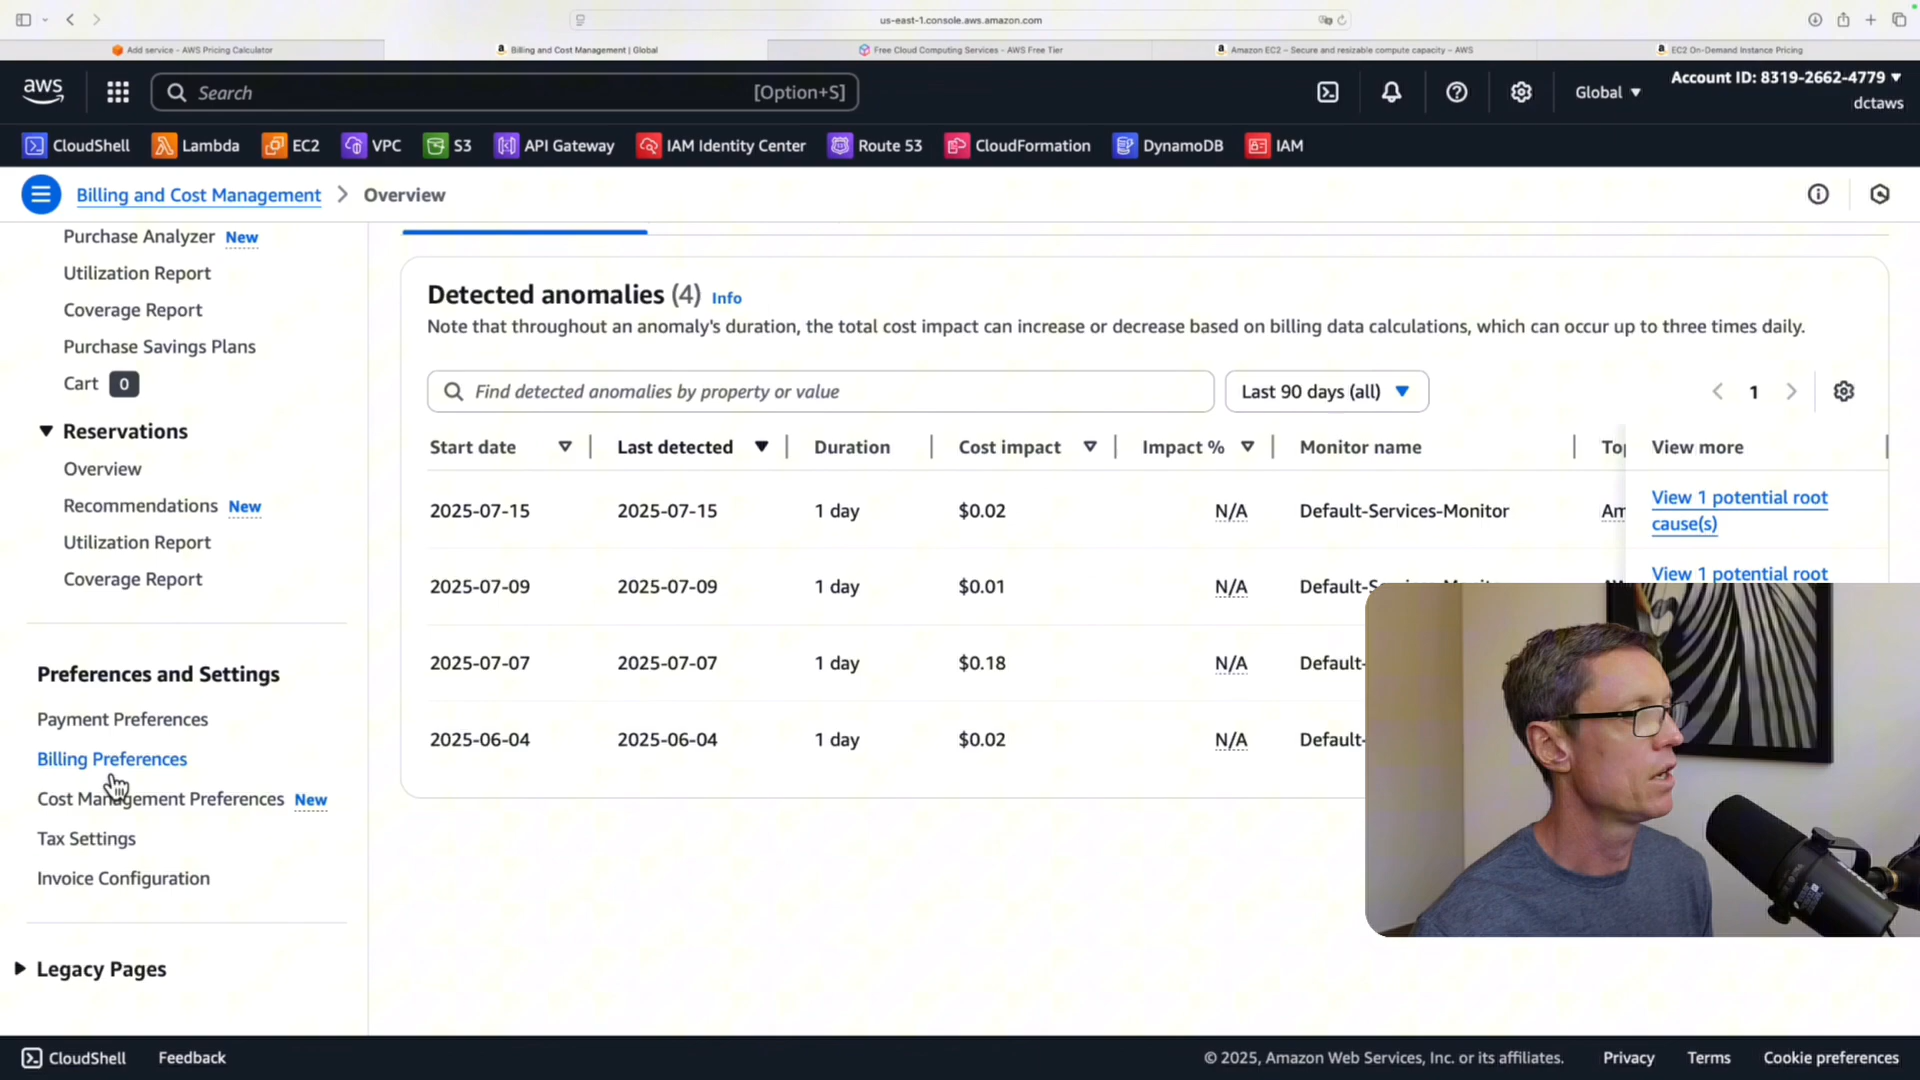 us-east-1.console.aws.amazon.com
Add service - AWS Pricing Calculator
Billing and Cost Management | Global
Free Cloud Computing Services - AWS Free Tier
Amazon EC2 – Secure and resizable compute capacity – AWS
EC2 On-Demand Instance Pricing
aws
Search
[Option+S]
Global
Account ID: 8319-2662-4779
dctaws
CloudShell
Lambda
EC2
VPC
S3
API Gateway
IAM Identity Center
Route 53
CloudFormation
DynamoDB
IAM
Billing and Cost Management
Overview
Purchase Analyzer New
Utilization Report
Coverage Report
Purchase Savings Plans
Cart 0
Reservations
Overview
Recommendations New
Utilization Report
Coverage Report
Preferences and Settings
Payment Preferences
Billing Preferences
Cost Management Preferences New
Tax Settings
Invoice Configuration
Legacy Pages
Detected anomalies (4) Info
Note that throughout an anomaly's duration, the total cost impact can increase or decrease based on billing data calculations, which can occur up to three times daily.
Find detected anomalies by property or value
Last 90 days (all)
1
Start date Last detected Duration Cost impact Impact % Monitor name View more
2025-07-15 2025-07-15 1 day $0.02 N/A Default-Services-Monitor Am View 1 potential root
cause(s)
2025-07-09 2025-07-09 1 day $0.01 N/A View 1 potential root
2025-07-07 2025-07-07 1 day $0.18 N/A Default-
2025-06-04 2025-06-04 1 day $0.02 N/A Default-
CloudShell Feedback © 2025, Amazon Web Services, Inc. or its affiliates. Privacy Terms Cookie preferences